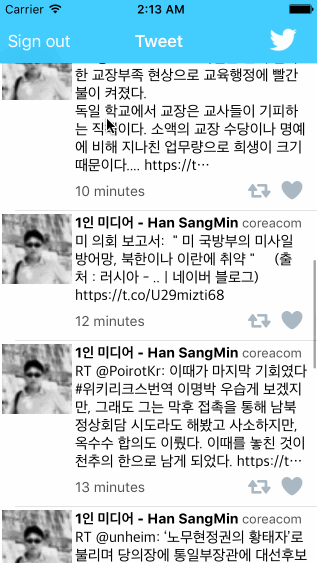 Carrier 2:13 AM
Sign out Tweet
한 교장부족 현상으로 교육행정에 빨간
불이 켜졌다.
독일 학교에서 교장은 교사들이 기피하
는 직책이다. 소액의 교장 수당이나 명예
에 비해 지나친 업무량으로 희생이 크기
때문이다.... https://t…
10 minutes
1인 미디어 - Han SangMin coreacom
미 의회 보고서: " 미 국방부의 미사일
방어망, 북한이나 이란에 취약 " (출
처 : 러시아 - .. | 네이버 블로그)
https://t.co/U29mizti68
12 minutes
1인 미디어 - Han SangMin coreacom
RT @PoirotKr: 이때가 마지막 기회였다
#위키리크스번역 이명박 우습게 보겠지
만, 그래도 그는 막후 접촉을 통해 남북
정상회담 시도라도 해봤고 사소하지만,
옥수수 합의도 이뤘다. 이때를 놓친 것이
천추의 한으로 남게 되었다. https://t…
13 minutes
1인 미디어 - Han SangMin coreacom
RT @unheim: '노무현정권의 황태자'로
불리며 당의장에 통일부장관에 대선후보